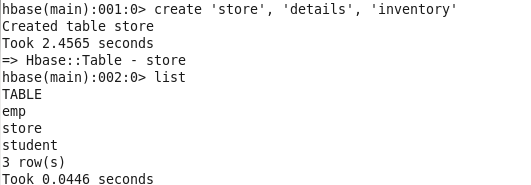 hbase(main):001:0> create 'store', 'details', 'inventory'
Created table store
Took 2.4565 seconds
=> Hbase::Table - store
hbase(main):002:0> list
TABLE
emp
store
student
3 row(s)
Took 0.0446 seconds